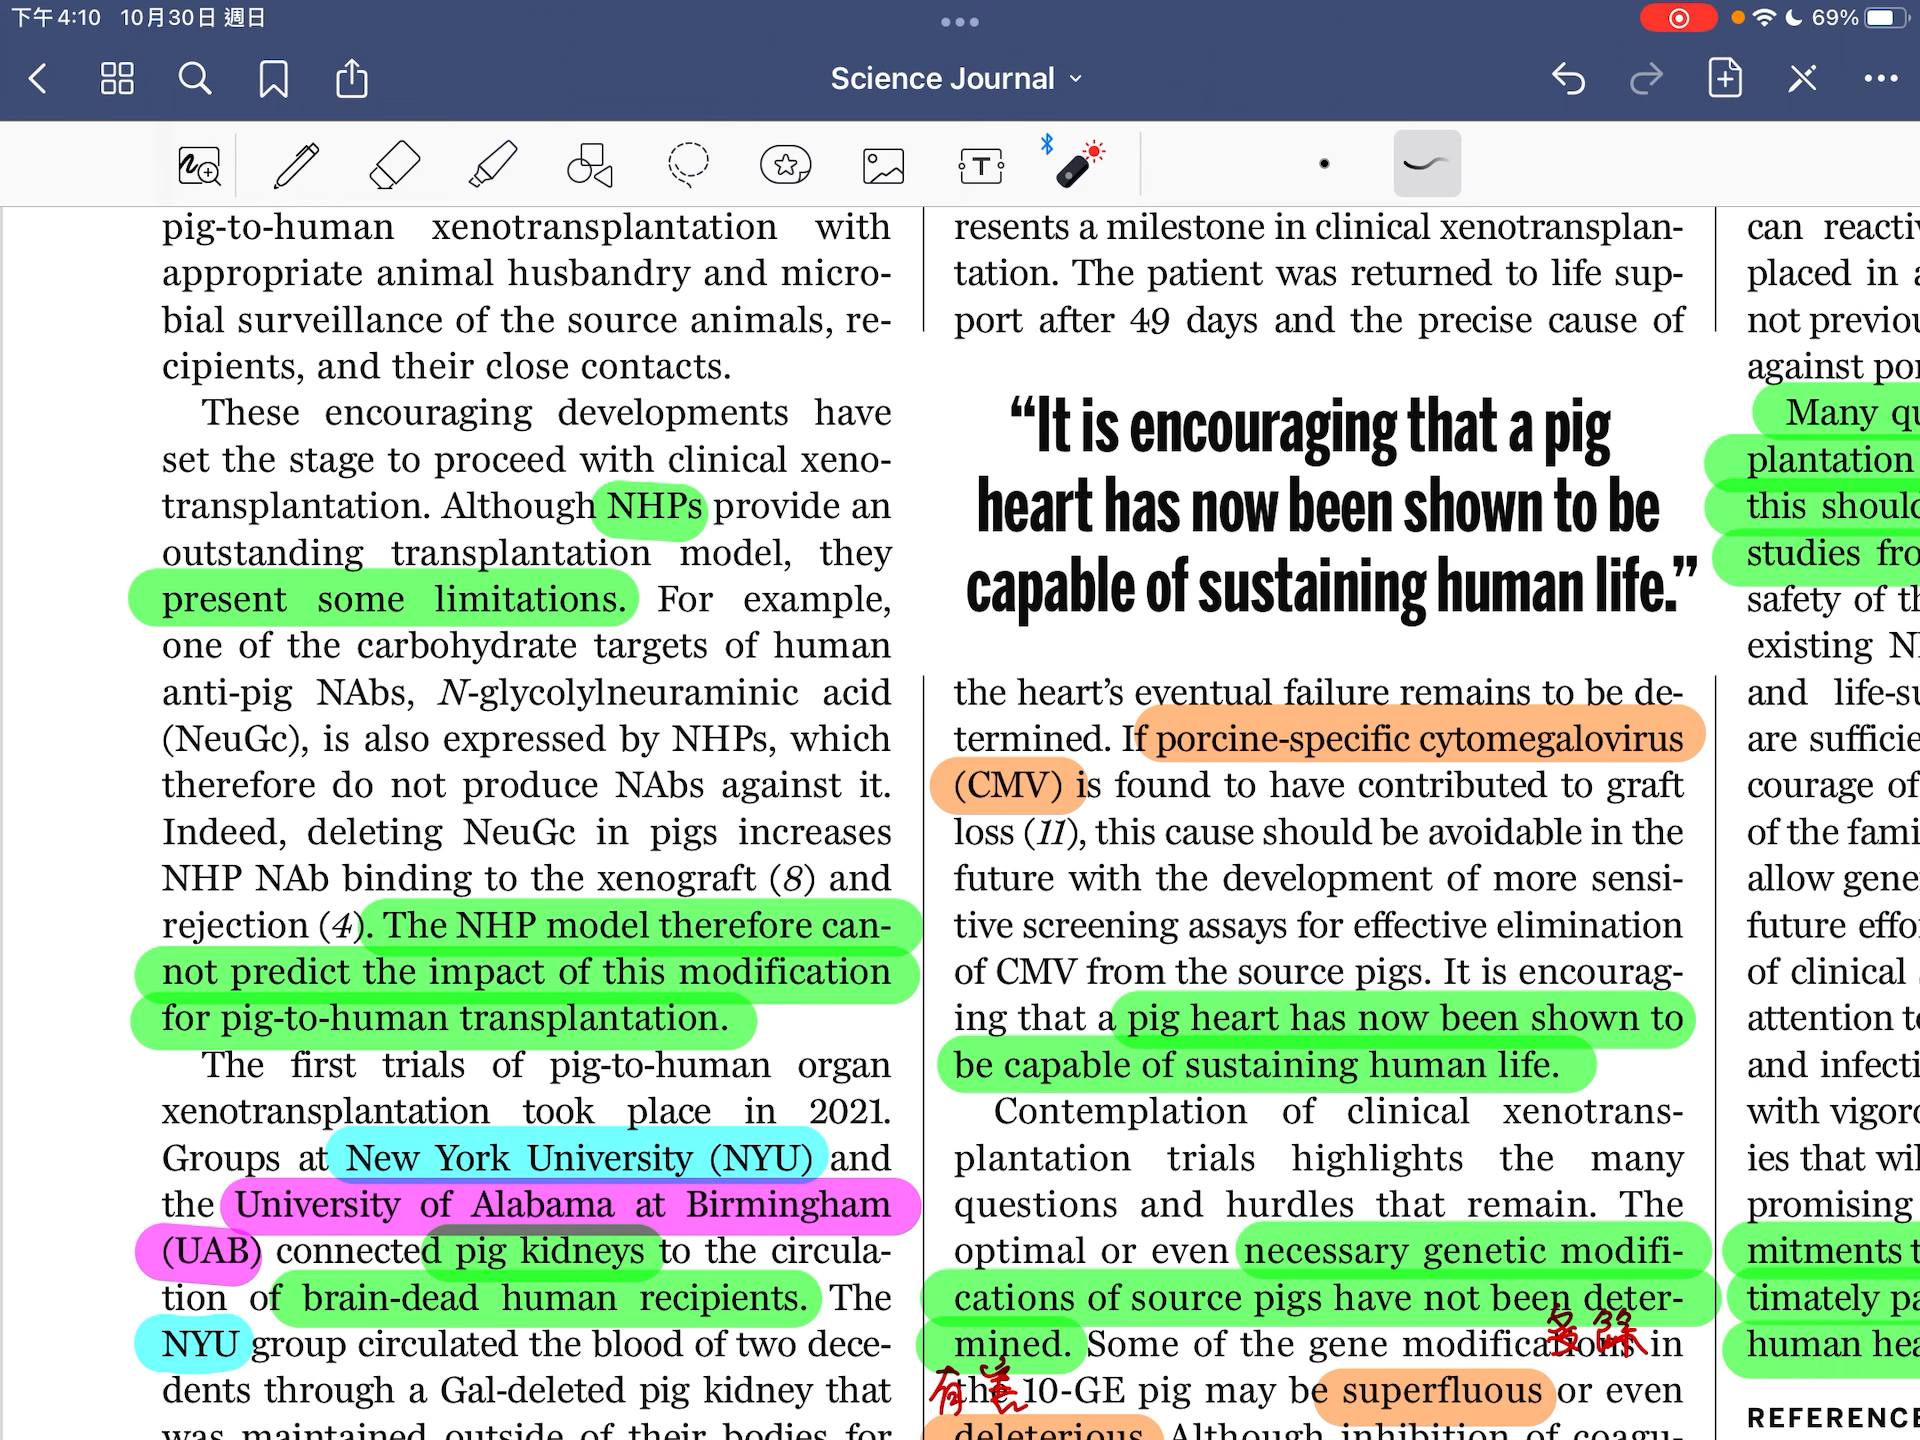 下午4:10 10月30日 週日
69%
Science Journal
T
pig-to-human xenotransplantation with
appropriate animal husbandry and micro-
bial surveillance of the source animals, re-
cipients, and their close contacts.
These encouraging developments have
set the stage to proceed with clinical xeno-
transplantation. Although NHPs provide an
outstanding transplantation model, they
present some limitations. For example,
one of the carbohydrate targets of human
anti-pig NAbs, N-glycolylneuraminic acid
(NeuGc), is also expressed by NHPs, which
therefore do not produce NAbs against it.
Indeed, deleting NeuGc in pigs increases
NHP NAb binding to the xenograft (8) and
rejection (4). The NHP model therefore can-
not predict the impact of this modification
for pig-to-human transplantation.
The first trials of pig-to-human organ
xenotransplantation took place in 2021.
Groups at New York University (NYU) and
the University of Alabama at Birmingham
(UAB) connected pig kidneys to the circula-
tion of brain-dead human recipients. The
NYU group circulated the blood of two dece-
dents through a Gal-deleted pig kidney that
was maintained outside of their bodies for
resents a milestone in clinical xenotransplan-
tation. The patient was returned to life sup-
port after 49 days and the precise cause of
“It is encouraging that a pig
heart has now been shown to be
capable of sustaining human life.”
the heart’s eventual failure remains to be de-
termined. If porcine-specific cytomegalovirus
(CMV) is found to have contributed to graft
loss (11), this cause should be avoidable in the
future with the development of more sensi-
tive screening assays for effective elimination
of CMV from the source pigs. It is encourag-
ing that a pig heart has now been shown to
be capable of sustaining human life.
Contemplation of clinical xenotrans-
plantation trials highlights the many
questions and hurdles that remain. The
optimal or even necessary genetic modifi-
cations of source pigs have not been deter-
mined. Some of the gene modifications in
多餘
有害
the 10-GE pig may be superfluous or even
deleterious. Although inhibition of coagu-
can reactiv
placed in a
not previou
against por
Many qu
plantation
this should
studies fro
safety of th
existing N
and life-su
are sufficie
courage of
of the fami
allow gene
future effo
of clinical
attention to
and infecti
with vigoro
ies that wil
promising
mitments t
timately pa
human hea
REFERENCE